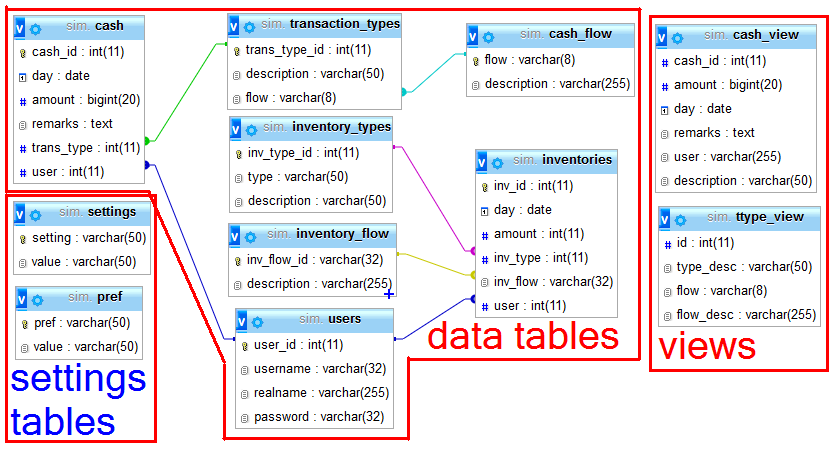 sim. cash
cash_id : int(11)
day : date
amount : bigint(20)
remarks : text
trans_type : int(11)
user : int(11)
sim. transaction_types
trans_type_id : int(11)
description : varchar(50)
flow : varchar(8)
sim. cash_flow
flow : varchar(8)
description : varchar(255)
sim. inventory_types
inv_type_id : int(11)
type : varchar(50)
description : varchar(50)
sim. inventories
inv_id : int(11)
day : date
amount : int(11)
inv_type : int(11)
inv_flow : varchar(32)
user : int(11)
sim. inventory_flow
inv_flow_id : varchar(32)
description : varchar(255)
sim. users
user_id : int(11)
username : varchar(32)
realname : varchar(255)
password : varchar(32)
data tables
sim. settings
setting : varchar(50)
value : varchar(50)
sim. pref
pref : varchar(50)
value : varchar(50)
settings
tables
sim. cash_view
cash_id : int(11)
amount : bigint(20)
day : date
remarks : text
user : varchar(255)
description : varchar(50)
sim. ttype_view
id : int(11)
type_desc : varchar(50)
flow : varchar(8)
flow_desc : varchar(255)
views